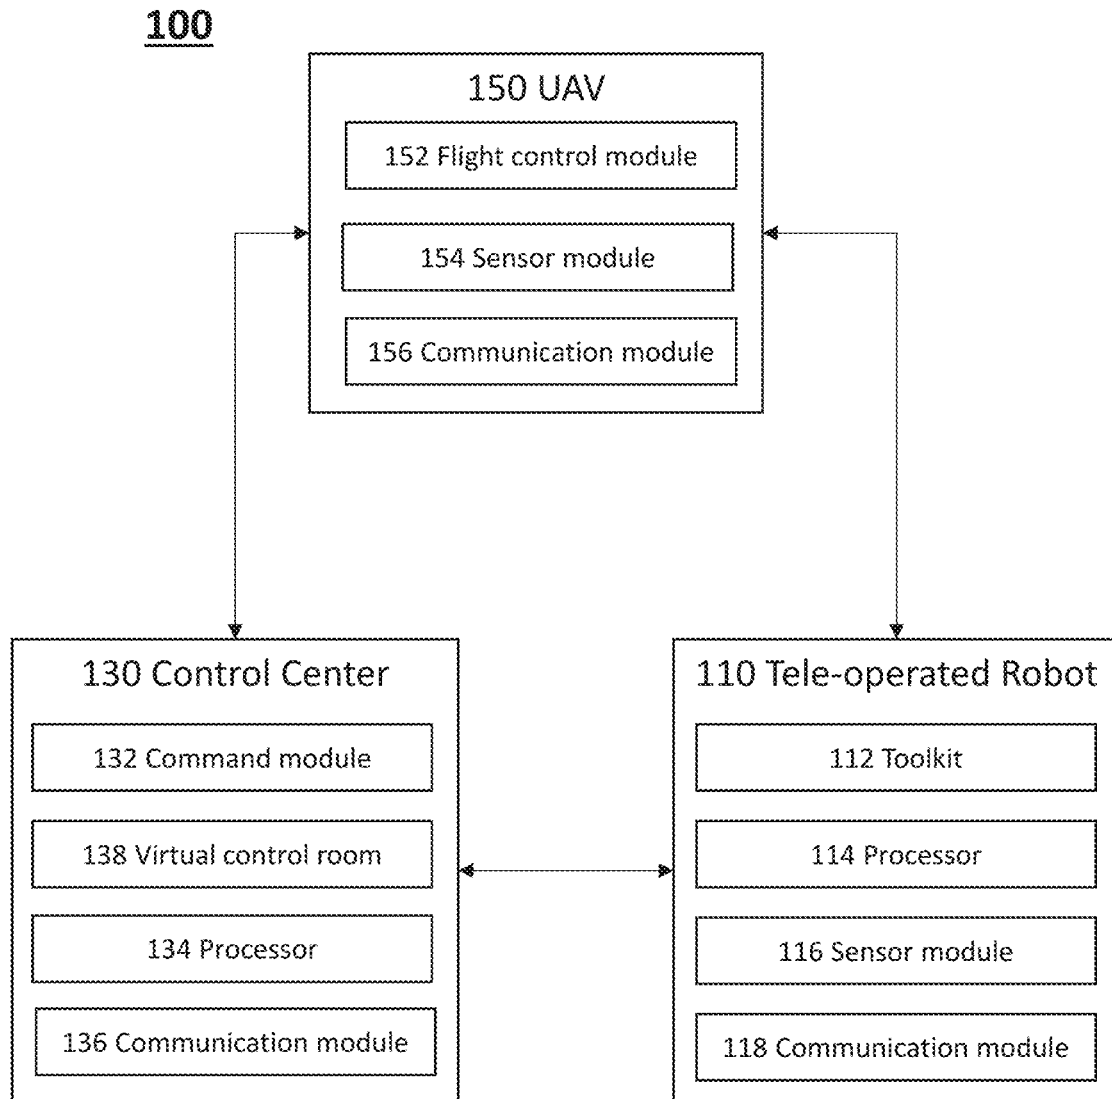 100
150 UAV
152 Flight control module
154 Sensor module
156 Communication module
130 Control Center
132 Command module
138 Virtual control room
134 Processor
136 Communication module
110 Tele-operated Robot
112 Toolkit
114 Processor
116 Sensor module
118 Communication module